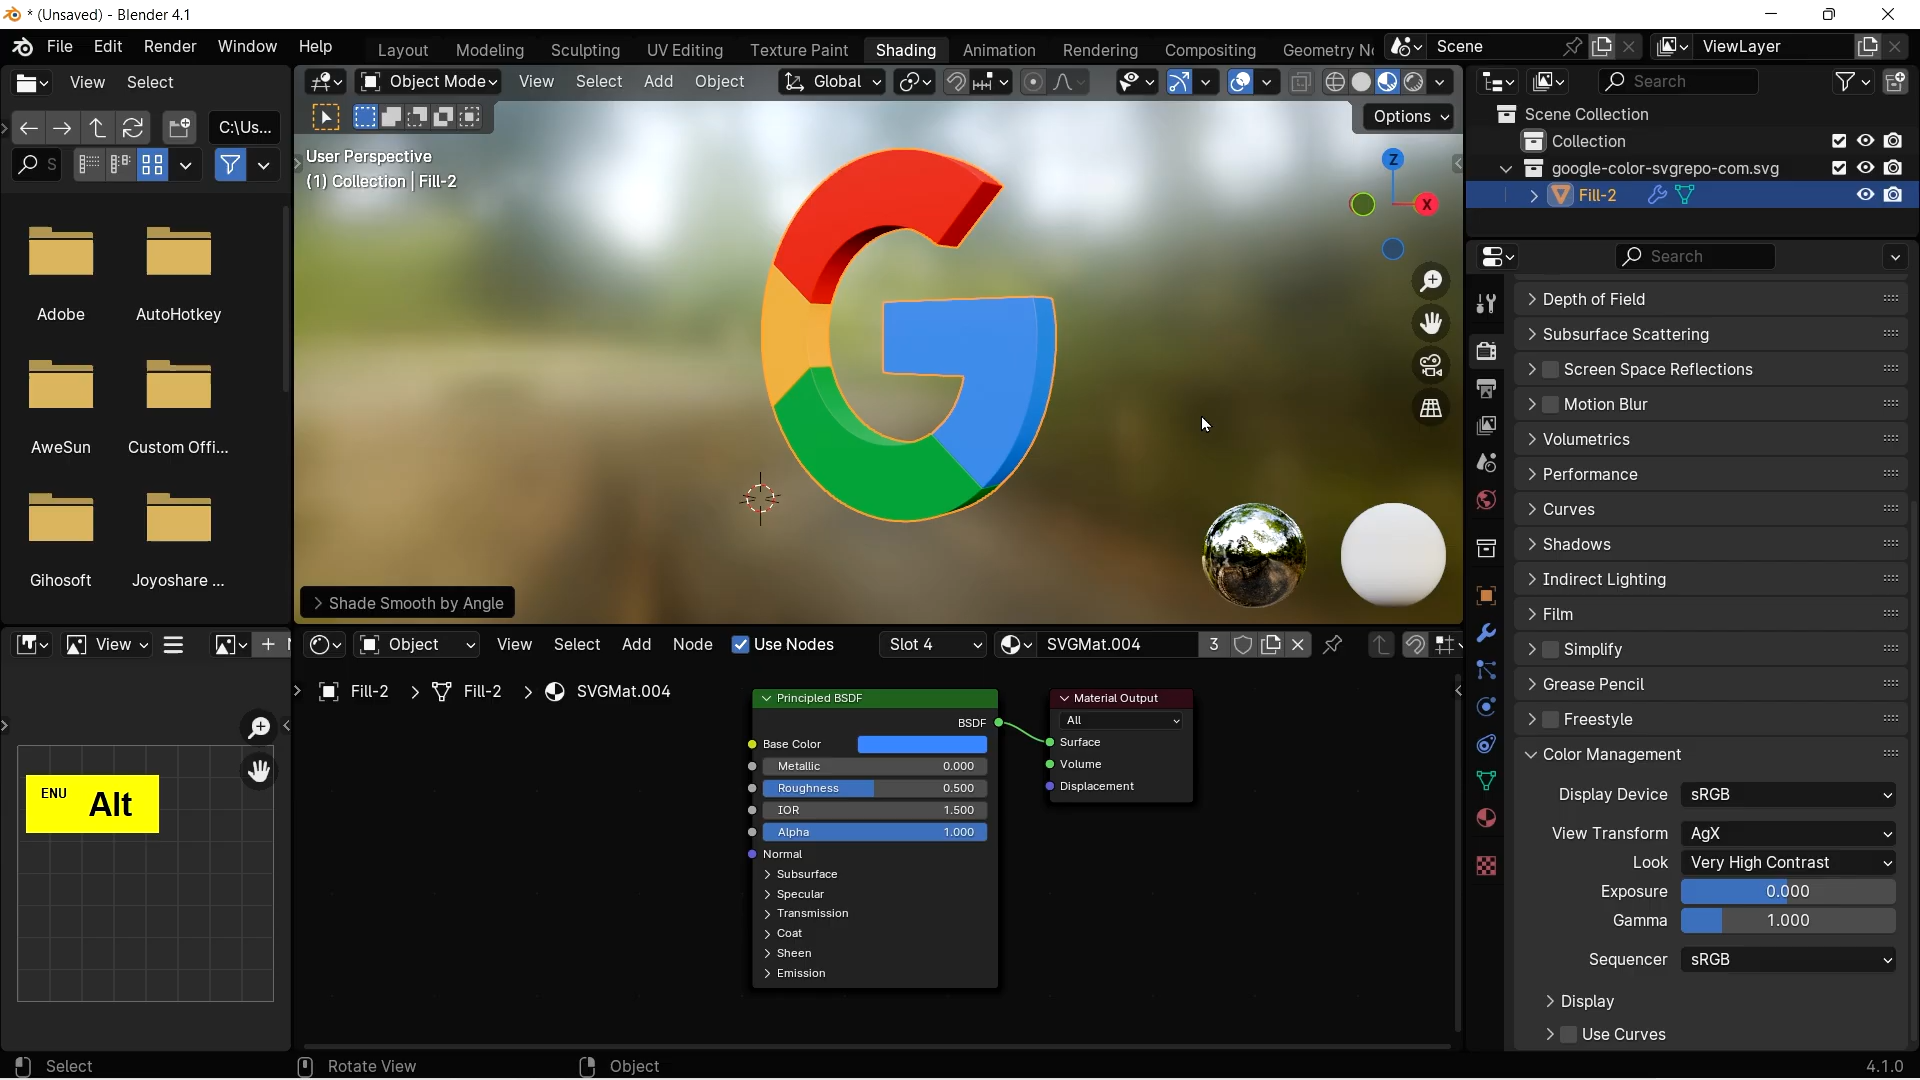 * (Unsaved) - Blender 4.1
File Edit Render Window Help
Layout Modeling Sculpting UV Editing Texture Paint Shading Animation Rendering Compositing Geometry No
Scene
ViewLayer
View Select
C:\Us...
S
Adobe
AutoHotkey
AweSun
Custom Offi...
Gihosoft
Joyoshare ...
Object Mode View Select Add Object Global
Options
User Perspective
(1) Collection | Fill-2
Z
X
Shade Smooth by Angle
View
ENU Alt
Object View Select Add Node Use Nodes Slot 4 SVGMat.004 3
Fill-2 Fill-2 SVGMat.004
Principled BSDF
BSDF
Base Color
Metallic 0.000
Roughness 0.500
IOR 1.500
Alpha 1.000
Normal
Subsurface
Specular
Transmission
Coat
Sheen
Emission
Material Output
All
Surface
Volume
Displacement
Search
Scene Collection
Collection
google-color-svgrepo-com.svg
Fill-2
Search
Depth of Field
Subsurface Scattering
Screen Space Reflections
Motion Blur
Volumetrics
Performance
Curves
Shadows
Indirect Lighting
Film
Simplify
Grease Pencil
Freestyle
Color Management
Display Device sRGB
View Transform AgX
Look Very High Contrast
Exposure 0.000
Gamma 1.000
Sequencer sRGB
Display
Use Curves
Select Rotate View Object 4.1.0